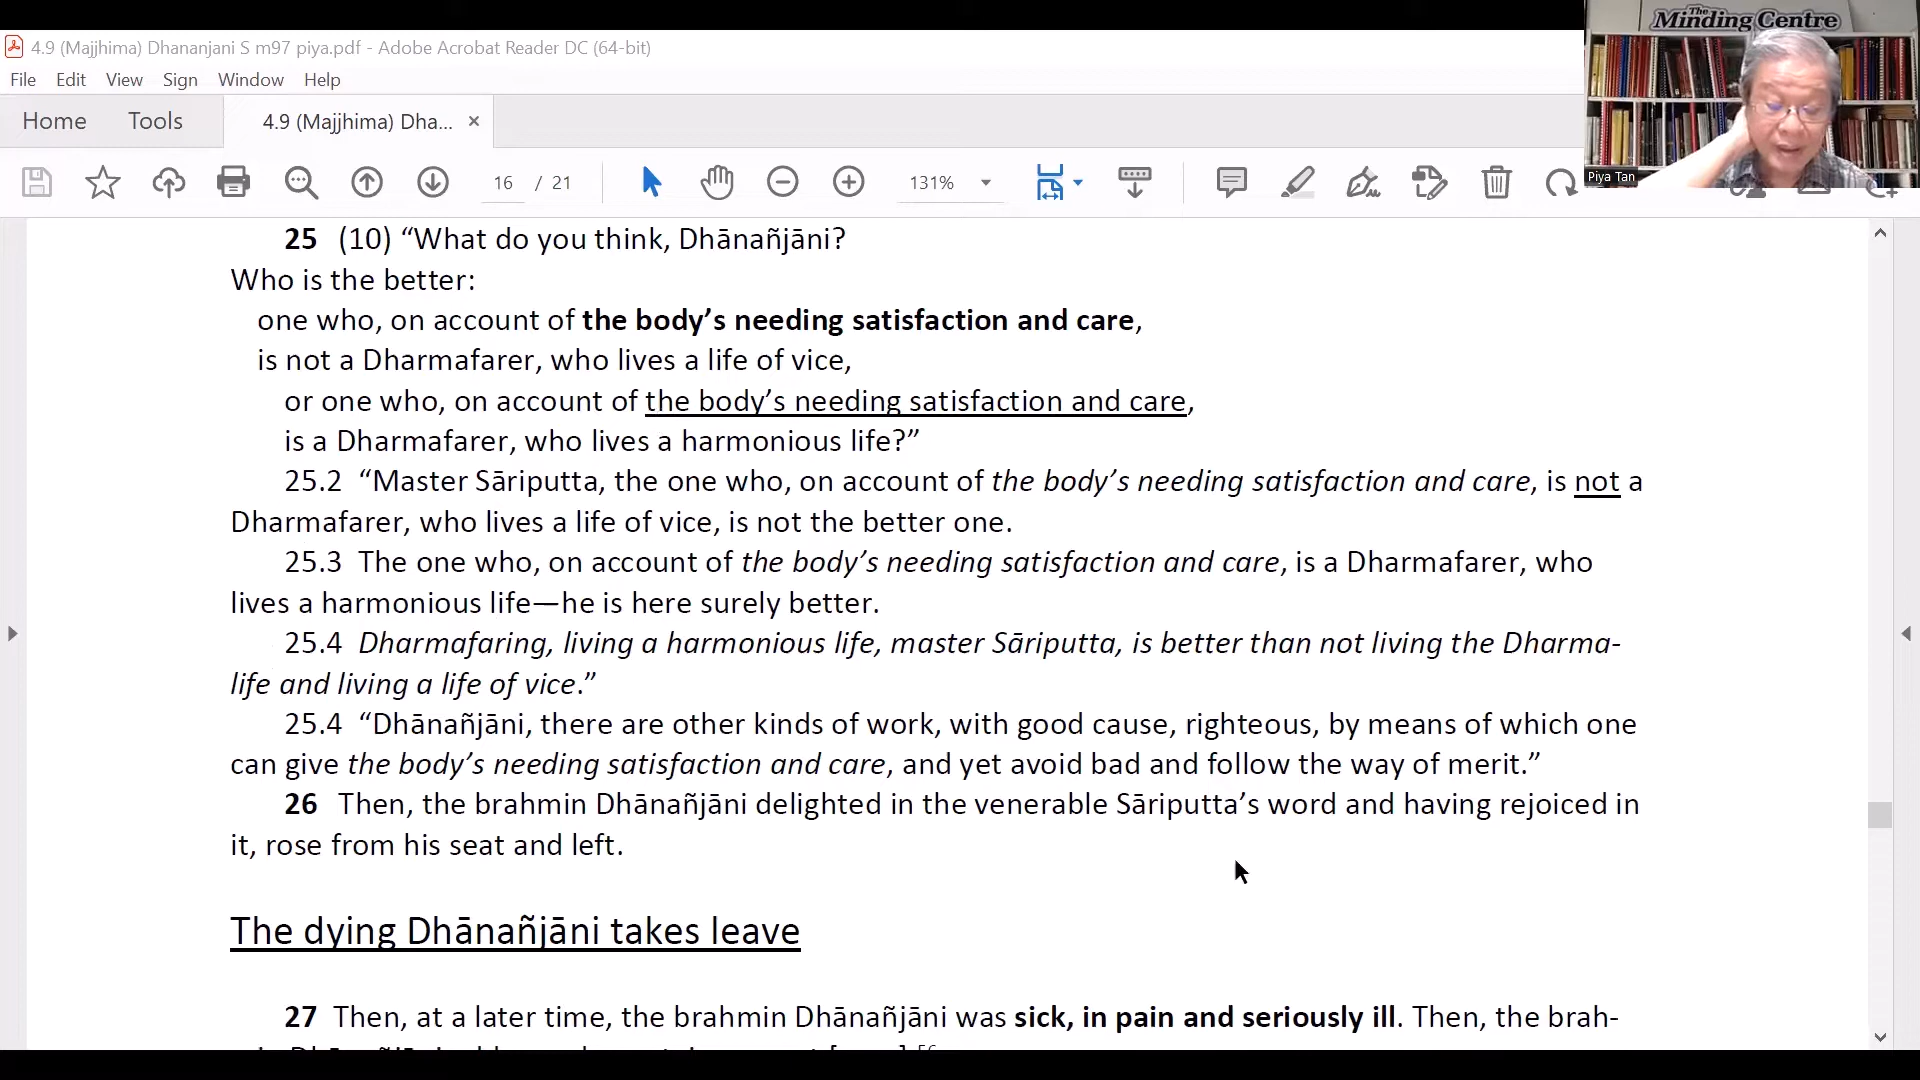 The Minding Centre
4.9 (Majjhima) Dhananjani S m97 piya.pdf - Adobe Acrobat Reader DC (64-bit)
File Edit View Sign Window Help
Home Tools 4.9 (Majjhima) Dha... ×
16 / 21 131%
Piya Tan
25 (10) “What do you think, Dhānañjāni?
Who is the better:
one who, on account of the body’s needing satisfaction and care,
is not a Dharmafarer, who lives a life of vice,
or one who, on account of the body’s needing satisfaction and care,
is a Dharmafarer, who lives a harmonious life?”
25.2 “Master Sāriputta, the one who, on account of the body’s needing satisfaction and care, is not a
Dharmafarer, who lives a life of vice, is not the better one.
25.3 The one who, on account of the body’s needing satisfaction and care, is a Dharmafarer, who
lives a harmonious life—he is here surely better.
25.4 Dharmafaring, living a harmonious life, master Sāriputta, is better than not living the Dharma-
life and living a life of vice.”
25.4 “Dhānañjāni, there are other kinds of work, with good cause, righteous, by means of which one
can give the body’s needing satisfaction and care, and yet avoid bad and follow the way of merit.”
26 Then, the brahmin Dhānañjāni delighted in the venerable Sāriputta’s word and having rejoiced in
it, rose from his seat and left.
The dying Dhānañjāni takes leave
27 Then, at a later time, the brahmin Dhānañjāni was sick, in pain and seriously ill. Then, the brah-